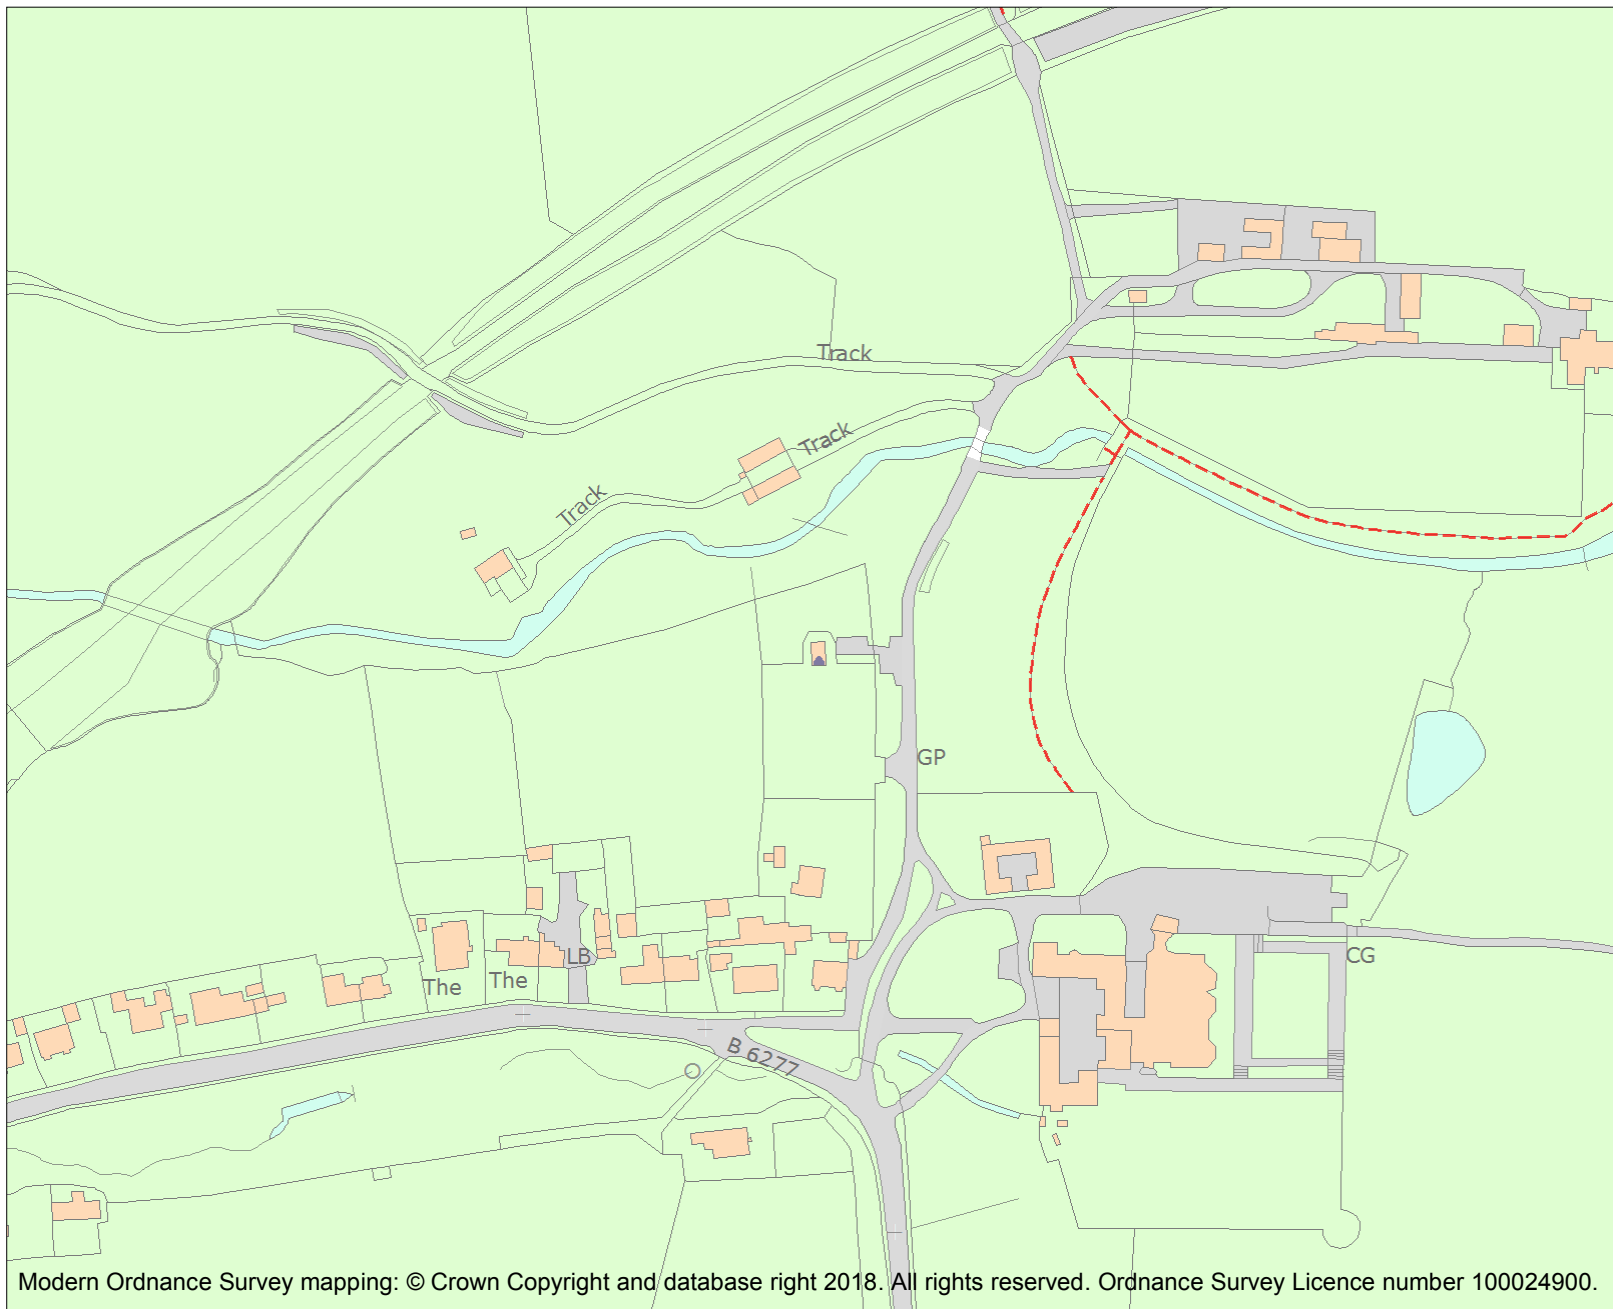 Track
Track
Track
GP
LB
The
The
CG
B 6277
Modern Ordnance Survey mapping: © Crown Copyright and database right 2018. All rights reserved. Ordnance Survey Licence number 100024900.